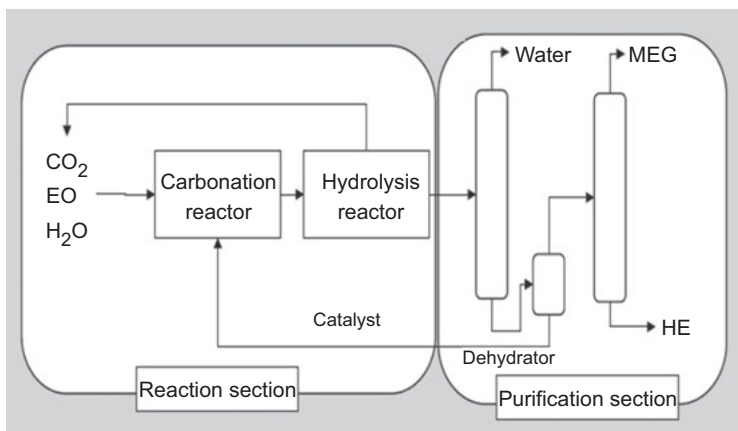 Water
MEG
CO2
EO
H2O
Carbonation
reactor
Hydrolysis
reactor
Catalyst
HE
Dehydrator
Reaction section
Purification section